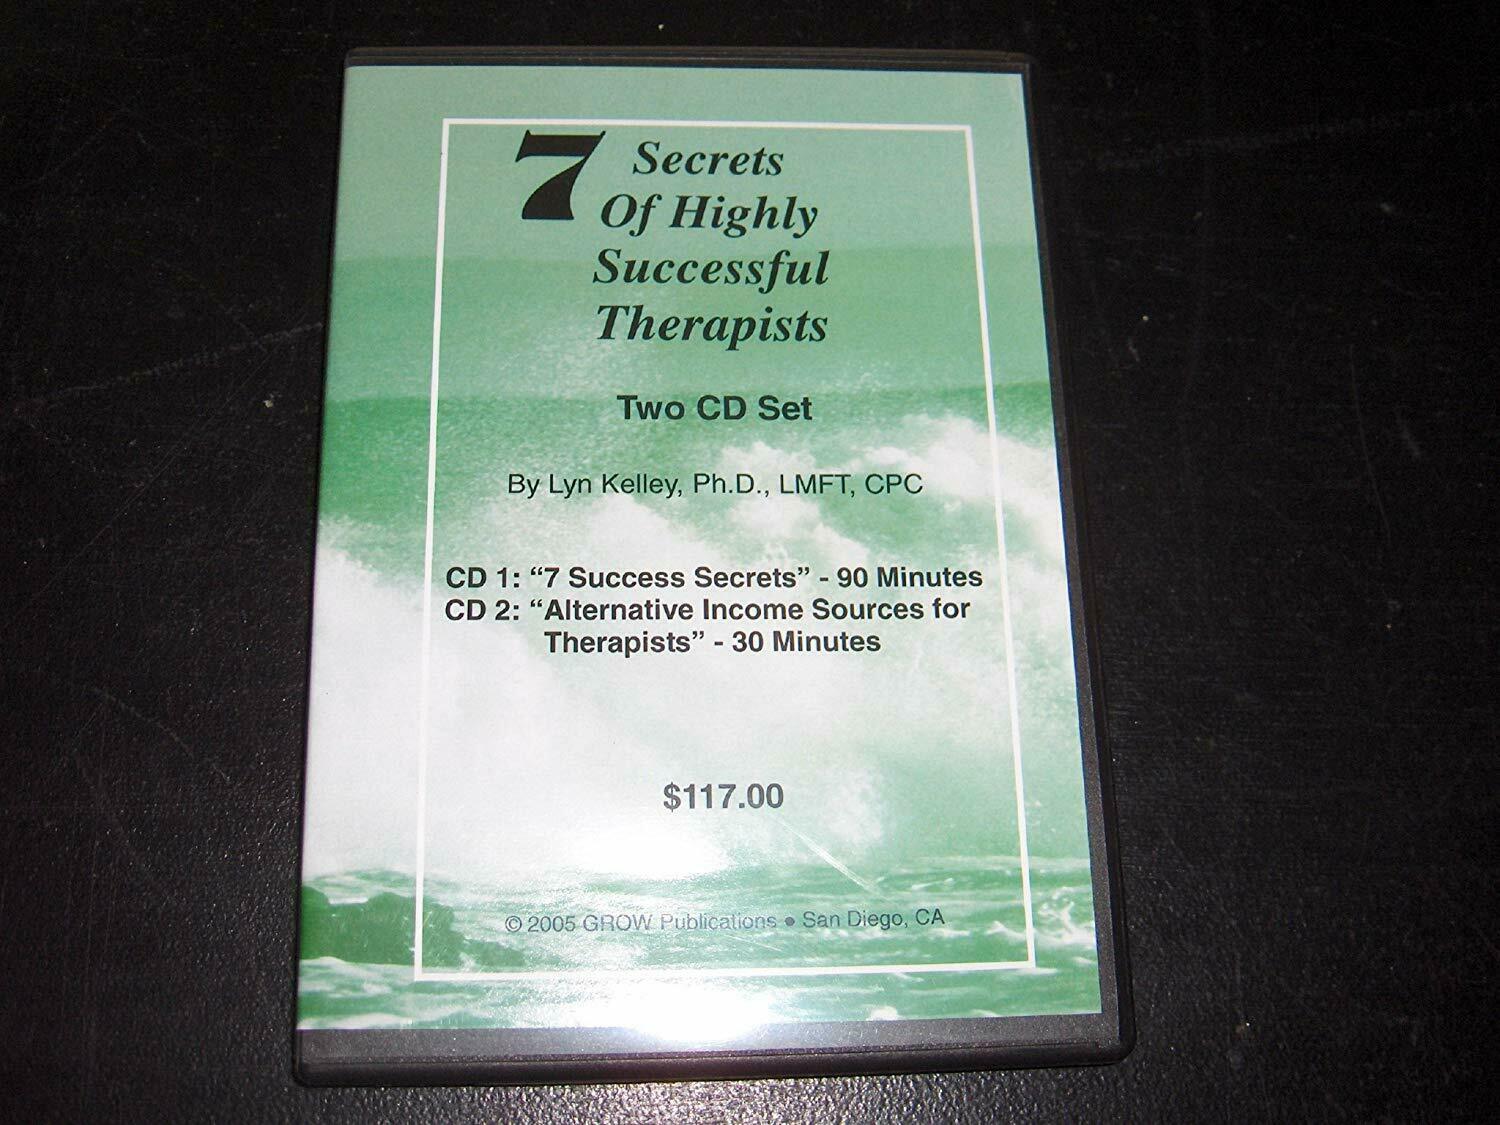 7 Secrets
Of Highly
Successful
Therapists
Two CD Set
By Lyn Kelley, Ph.D., LMFT, CPC
CD 1: “7 Success Secrets” - 90 Minutes
CD 2: “Alternative Income Sources for
Therapists” - 30 Minutes
$117.00
© 2005 GROW Publications • San Diego, CA